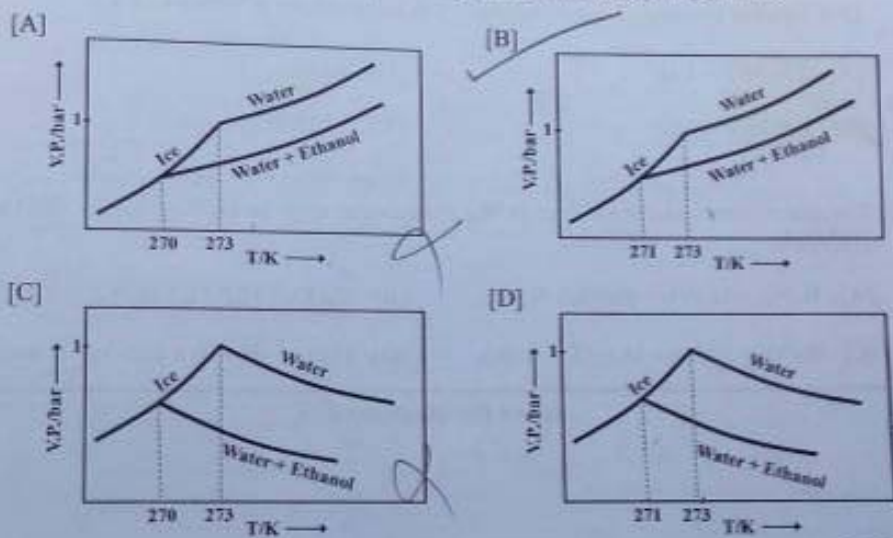 [A]
V.P./bar
1
Ice
Water
Water + Ethanol
270 273
T/K
[B]
V.P./bar
1
Ice
Water
Water + Ethanol
271 273
T/K
[C]
V.P./bar
1
Ice
Water
Water + Ethanol
270 273
T/K
[D]
V.P./bar
1
Ice
Water
Water + Ethanol
271 273
T/K